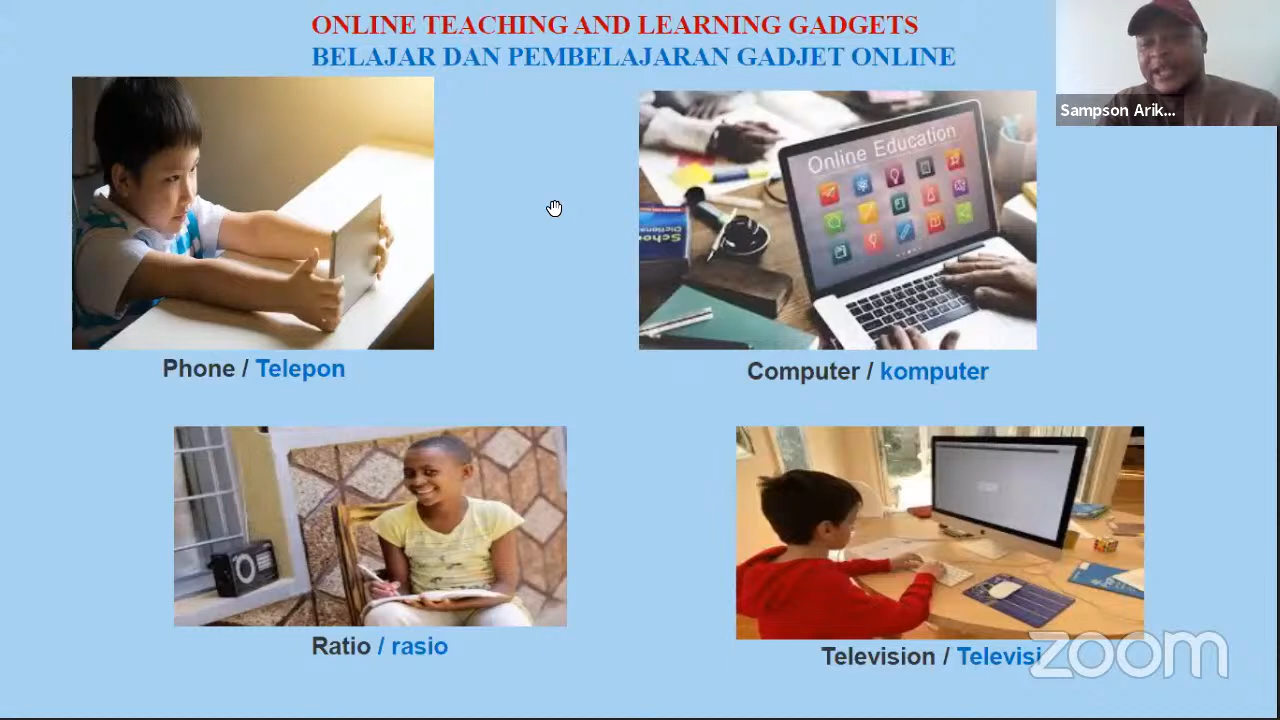 ONLINE TEACHING AND LEARNING GADGETS
BELAJAR DAN PEMBELAJARAN GADJET ONLINE
Sampson Arik...
Online Education
Phone / Telepon
Computer / komputer
Ratio / rasio
Television / Televisi
zoom